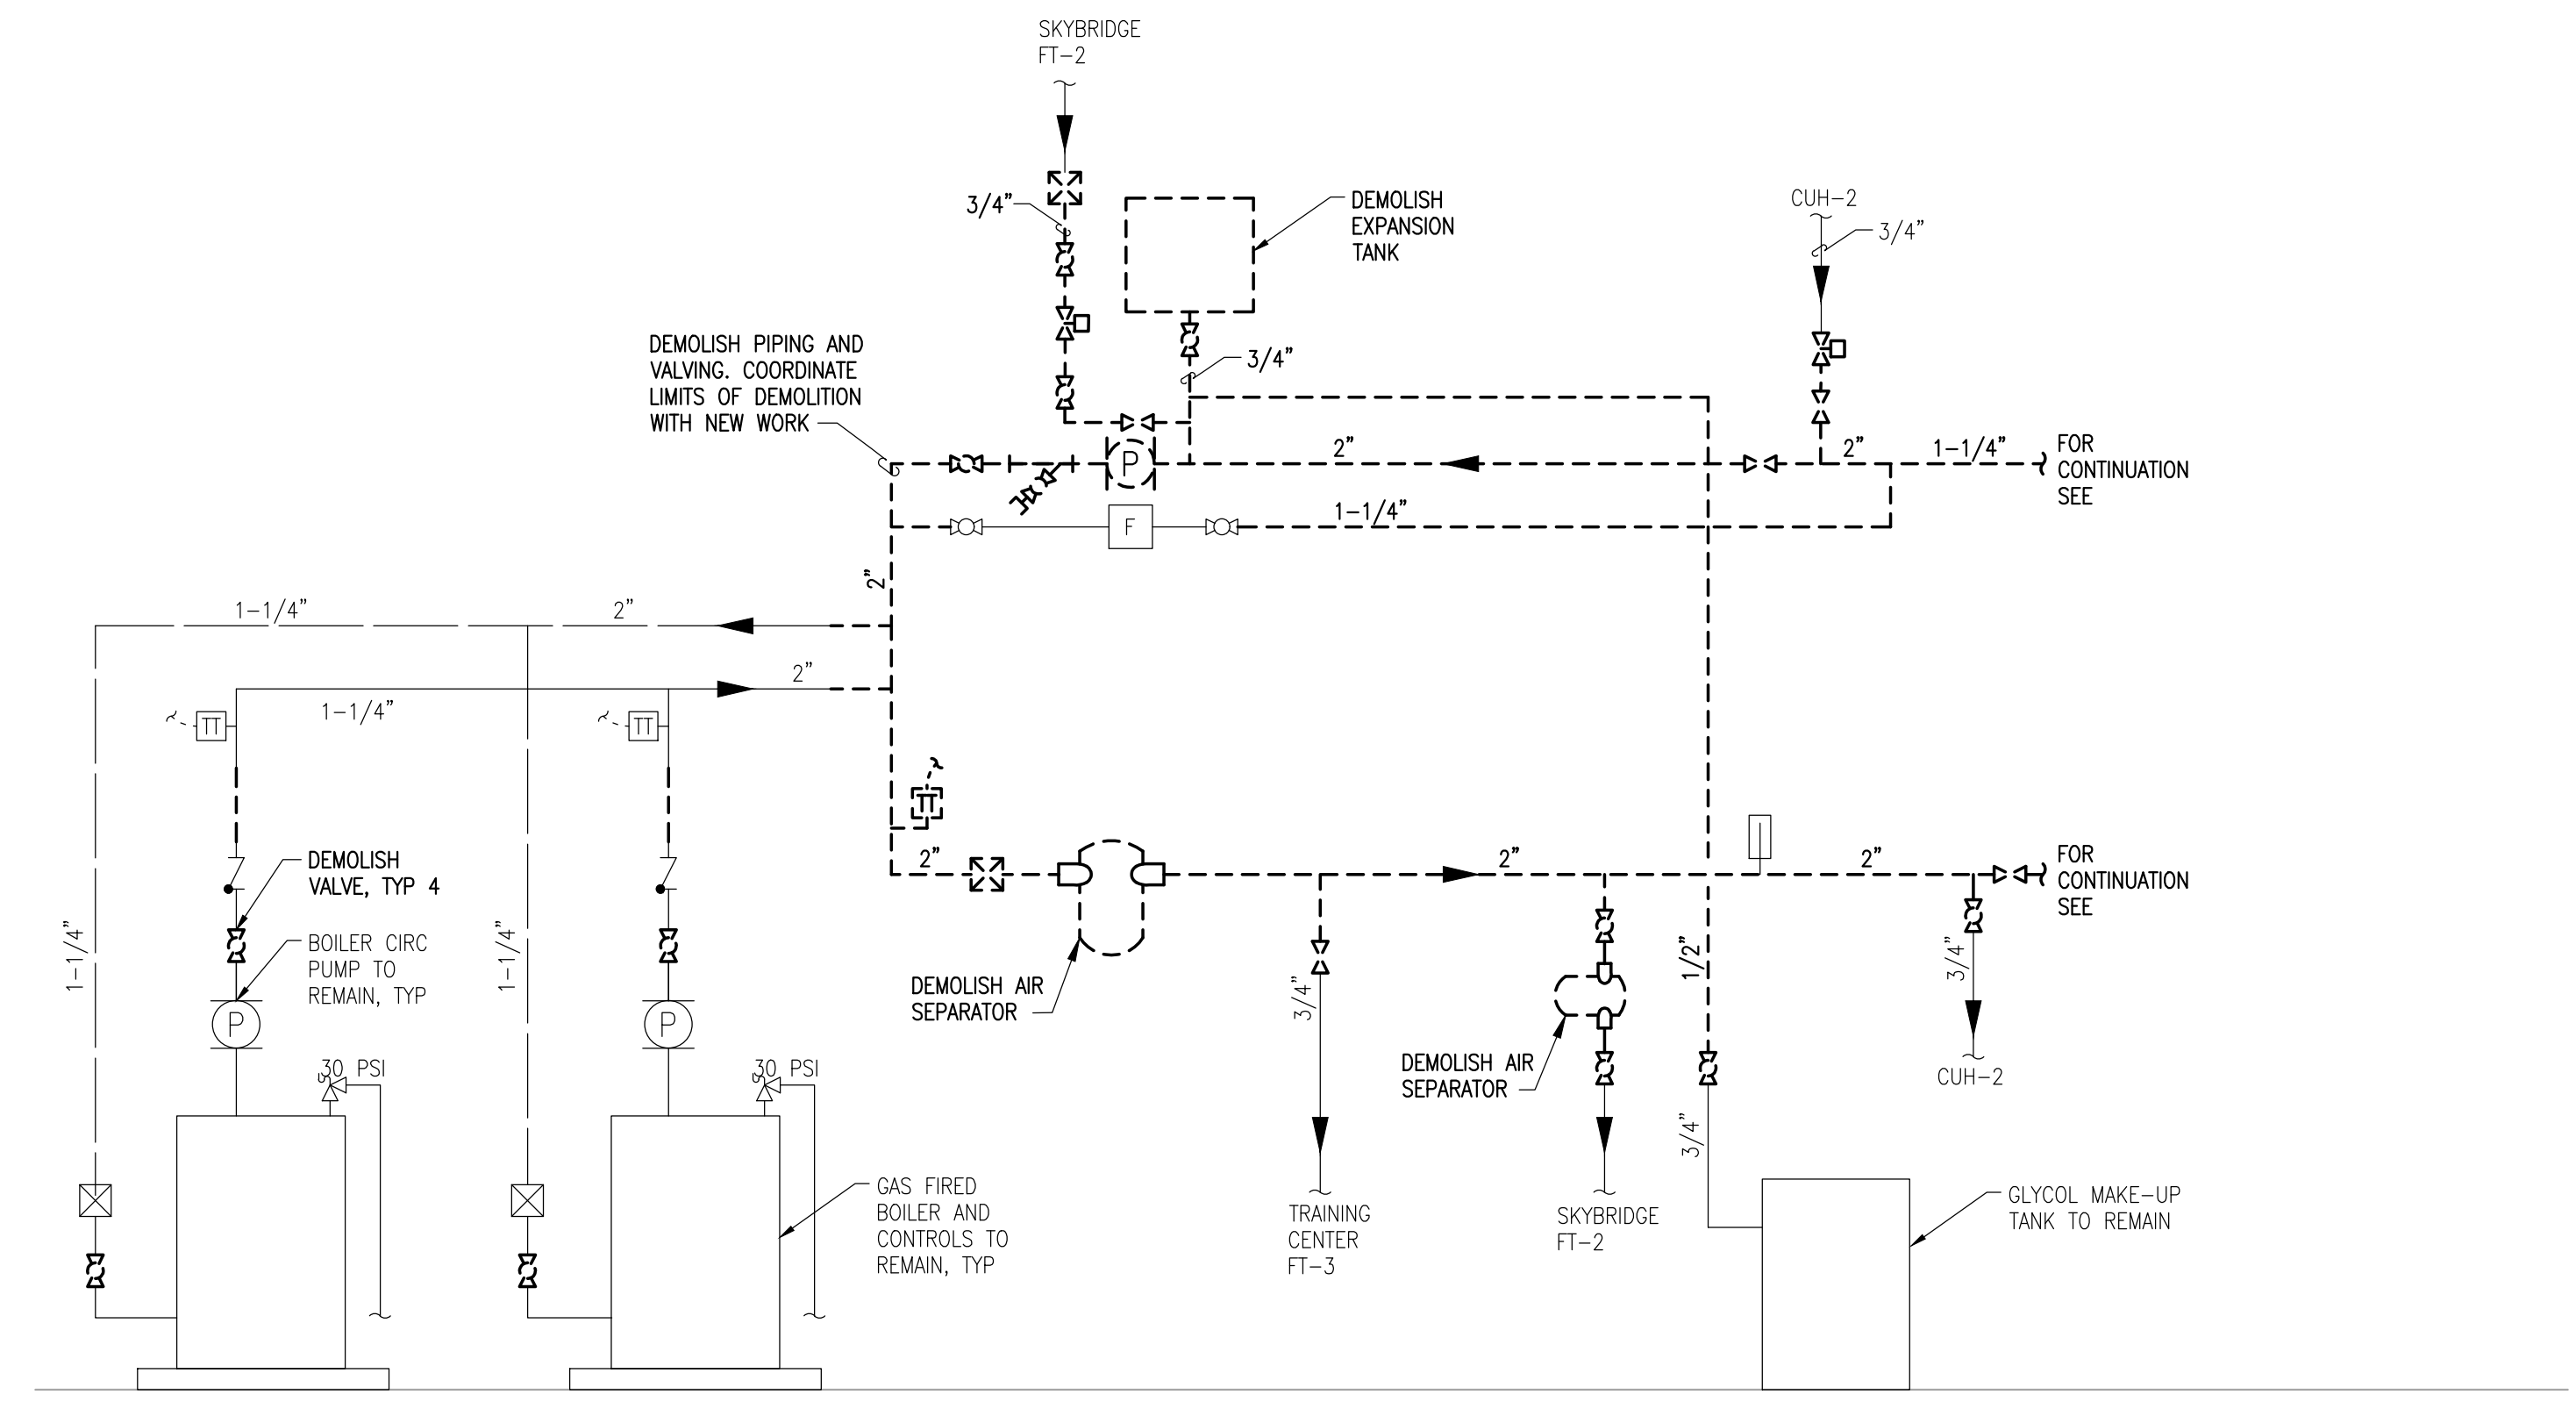 SKYBRIDGE
FT-2
3/4"
DEMOLISH
EXPANSION
TANK
CUH-2
3/4"
DEMOLISH PIPING AND
VALVING. COORDINATE
LIMITS OF DEMOLITION
WITH NEW WORK
3/4"
P
2"
2"
1-1/4"
FOR
CONTINUATION
SEE
F
1-1/4"
2"
1-1/4"
2"
2"
1-1/4"
TT
TT
TT
2"
2"
2"
FOR
CONTINUATION
SEE
DEMOLISH
VALVE, TYP 4
BOILER CIRC
PUMP TO
REMAIN, TYP
1-1/4"
1-1/4"
P
P
30 PSI
30 PSI
DEMOLISH AIR
SEPARATOR
3/4"
DEMOLISH AIR
SEPARATOR
1/2"
3/4"
3/4"
CUH-2
GAS FIRED
BOILER AND
CONTROLS TO
REMAIN, TYP
TRAINING
CENTER
FT-3
SKYBRIDGE
FT-2
GLYCOL MAKE-UP
TANK TO REMAIN